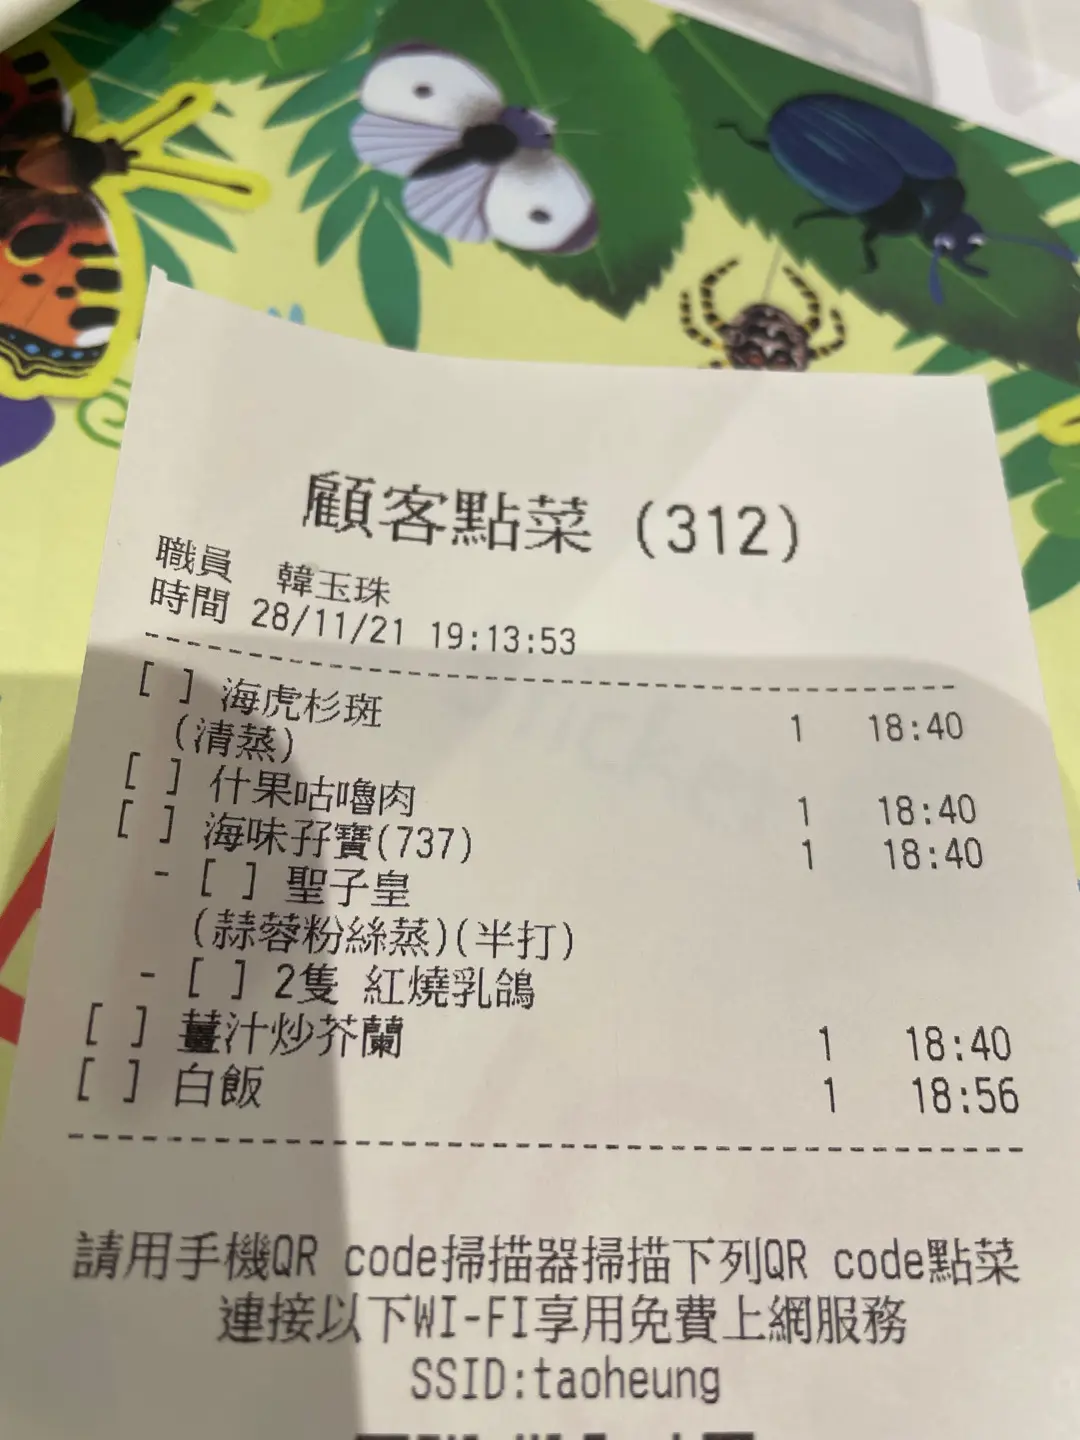 顧客點菜 (312)
職員 韓玉珠
時間 28/11/21 19:13:53
[ ] 海虎杉斑 1 18:40
(清蒸)
[ ] 什果咕嚕肉 1 18:40
[ ] 海味孖寶(737) 1 18:40
- [ ] 聖子皇
(蒜蓉粉絲蒸)(半打)
- [ ] 2隻 紅燒乳鴿
[ ] 薑汁炒芥蘭 1 18:40
[ ] 白飯 1 18:56
請用手機QR code掃描器掃描下列QR code點菜
連接以下WI-FI享用免費上網服務
SSID:taoheung